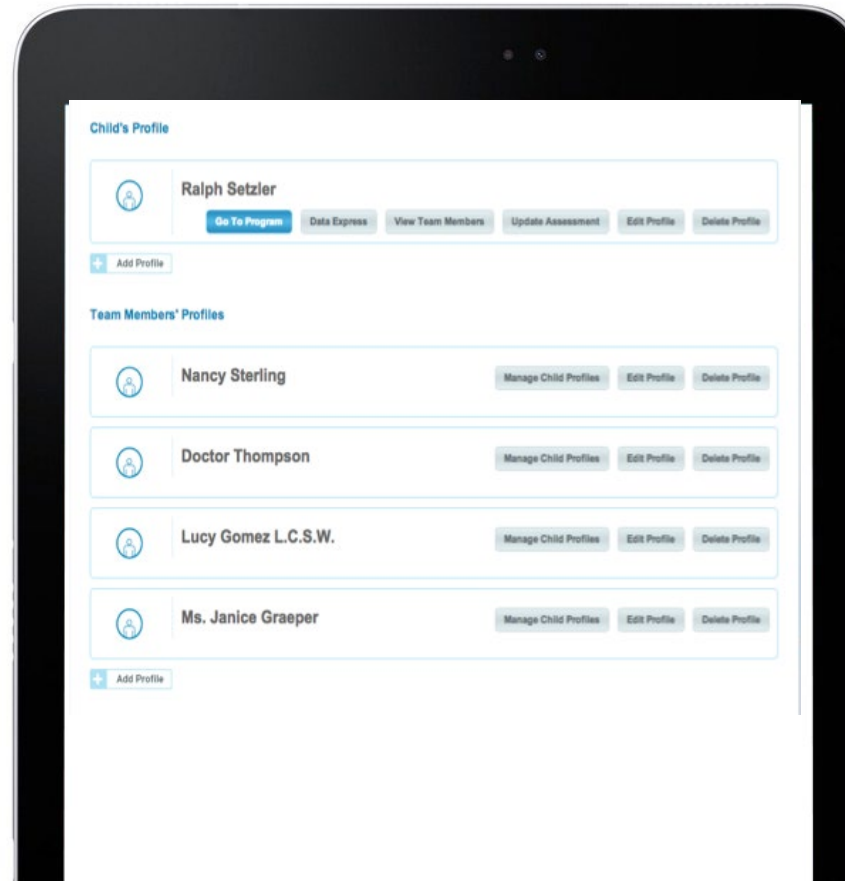 Child's Profile
Ralph Setzler
Go To Program Data Express View Team Members Update Assessment Edit Profile Delete Profile
+ Add Profile
Team Members' Profiles
Nancy Sterling Manage Child Profiles Edit Profile Delete Profile
Doctor Thompson Manage Child Profiles Edit Profile Delete Profile
Lucy Gomez L.C.S.W. Manage Child Profiles Edit Profile Delete Profile
Ms. Janice Graeper Manage Child Profiles Edit Profile Delete Profile
+ Add Profile